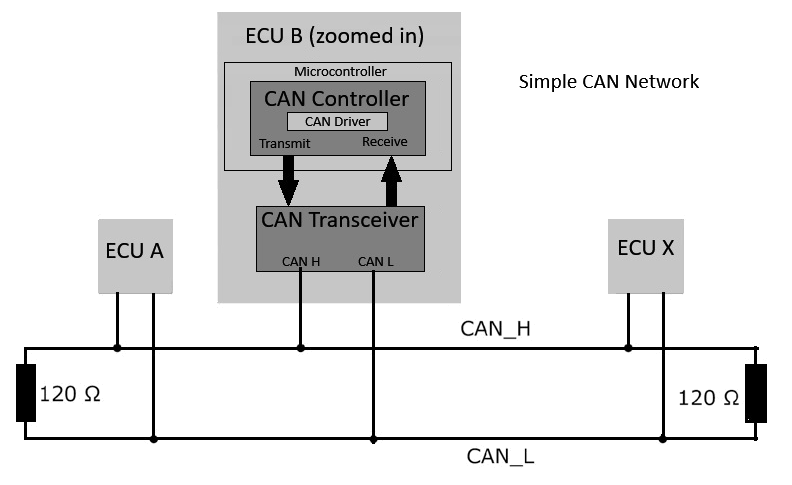 ECU B (zoomed in)
Microcontroller
Simple CAN Network
CAN Controller
CAN Driver
Transmit
Receive
CAN Transceiver
CAN H
CAN L
ECU A
ECU X
CAN_H
120 Ω
120 Ω
CAN_L